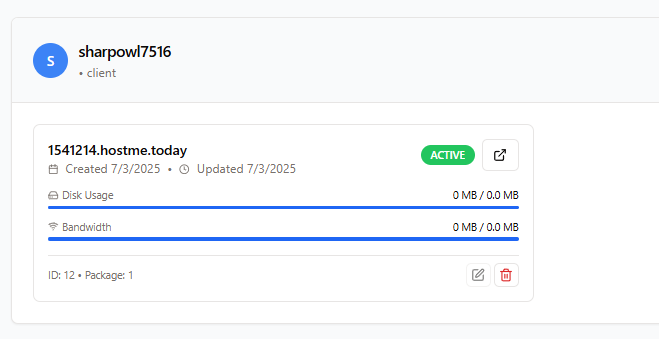 S
sharpowl7516
• client
1541214.hostme.today
ACTIVE
Created 7/3/2025 • Updated 7/3/2025
Disk Usage 0 MB / 0.0 MB
Bandwidth 0 MB / 0.0 MB
ID: 12 • Package: 1